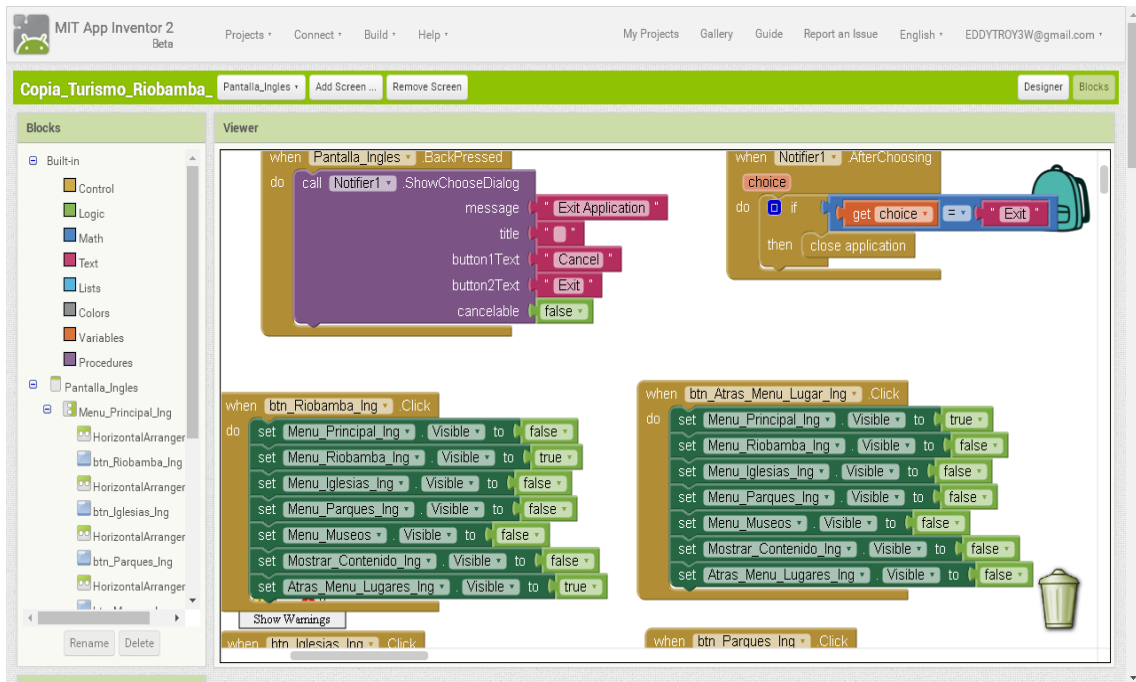 MIT App Inventor 2
Beta
Projects Connect Build Help
My Projects Gallery Guide Report an Issue English EDDYTROY3W@gmail.com
Copia_Turismo_Riobamba_ Pantalla_Ingles Add Screen ... Remove Screen
Designer Blocks
Blocks
Built-in
Control
Logic
Math
Text
Lists
Colors
Variables
Procedures
Pantalla_Ingles
Menu_Principal_Ing
HorizontalArranger
btn_Riobamba_Ing
HorizontalArranger
btn_Iglesias_Ing
HorizontalArranger
btn_Parques_Ing
HorizontalArranger
Rename Delete
Viewer
when Pantalla_Ingles .BackPressed
do call Notifier1 .ShowChooseDialog
message " Exit Application "
title " "
button1Text " Cancel "
button2Text " Exit "
cancelable false
when Notifier1 .AfterChoosing
choice
do if get choice = " Exit "
then close application
when btn_Riobamba_Ing .Click
do set Menu_Principal_Ing . Visible to false
set Menu_Riobamba_Ing . Visible to true
set Menu_Iglesias_Ing . Visible to false
set Menu_Parques_Ing . Visible to false
set Menu_Museos . Visible to false
set Mostrar_Contenido_Ing . Visible to false
set Atras_Menu_Lugares_Ing . Visible to true
Show Warnings
when btn_Atras_Menu_Lugar_Ing .Click
do set Menu_Principal_Ing . Visible to true
set Menu_Riobamba_Ing . Visible to false
set Menu_Iglesias_Ing . Visible to false
set Menu_Parques_Ing . Visible to false
set Menu_Museos . Visible to false
set Mostrar_Contenido_Ing . Visible to false
set Atras_Menu_Lugares_Ing . Visible to false
when btn_Iglesias_Ing .Click
when btn_Parques_Ing .Click